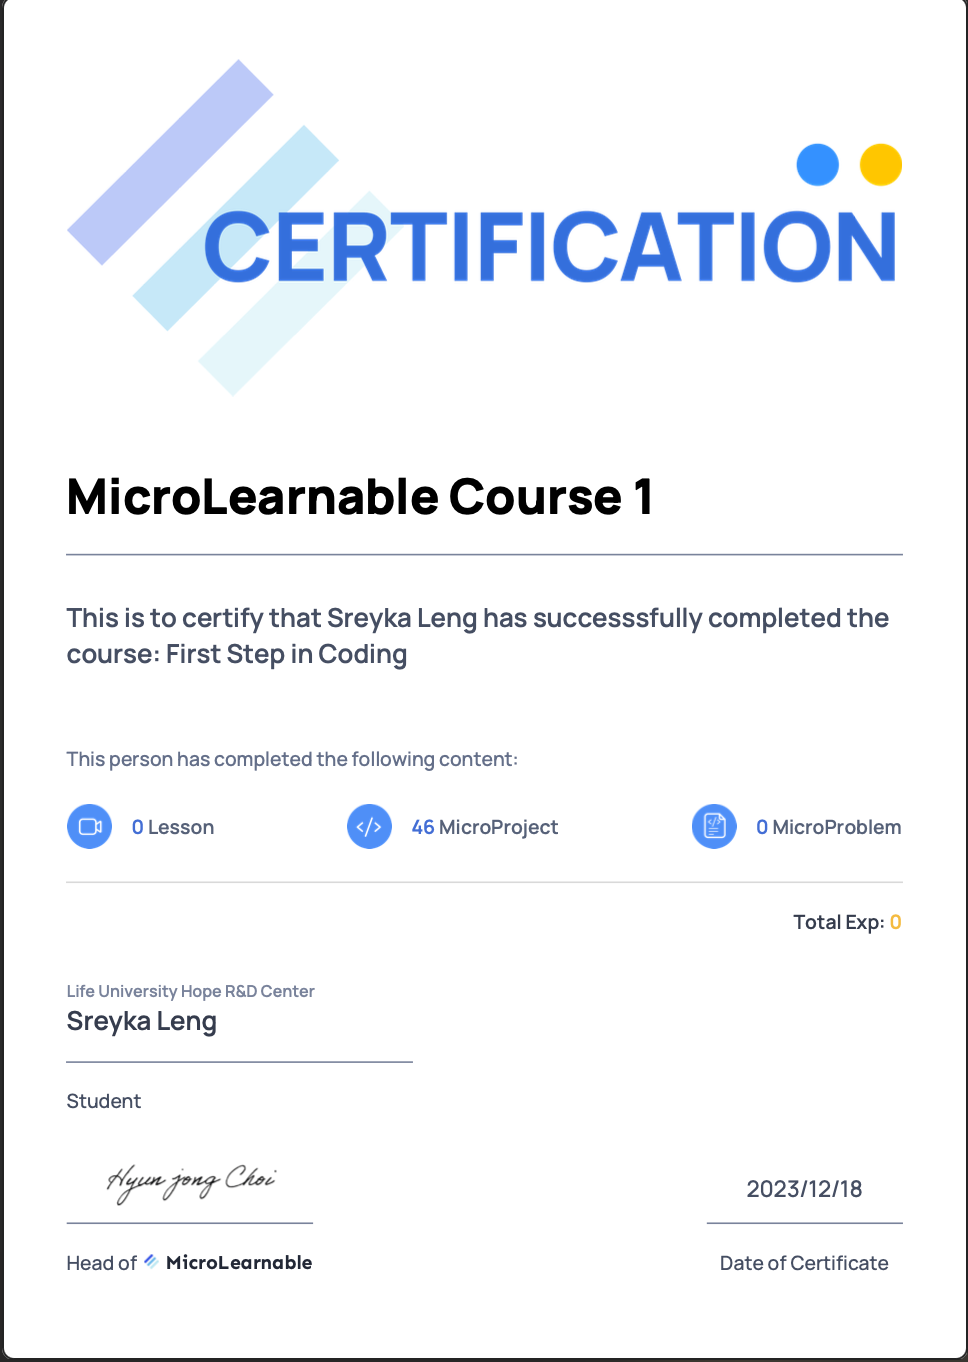 CERTIFICATION
MicroLearnable Course 1
This is to certify that Sreyka Leng has successsfully completed the
course: First Step in Coding
This person has completed the following content:
0 Lesson
46 MicroProject
0 MicroProblem
Total Exp: 0
Life University Hope R&D Center
Sreyka Leng
Student
Hyun jong Choi
2023/12/18
Head of MicroLearnable
Date of Certificate